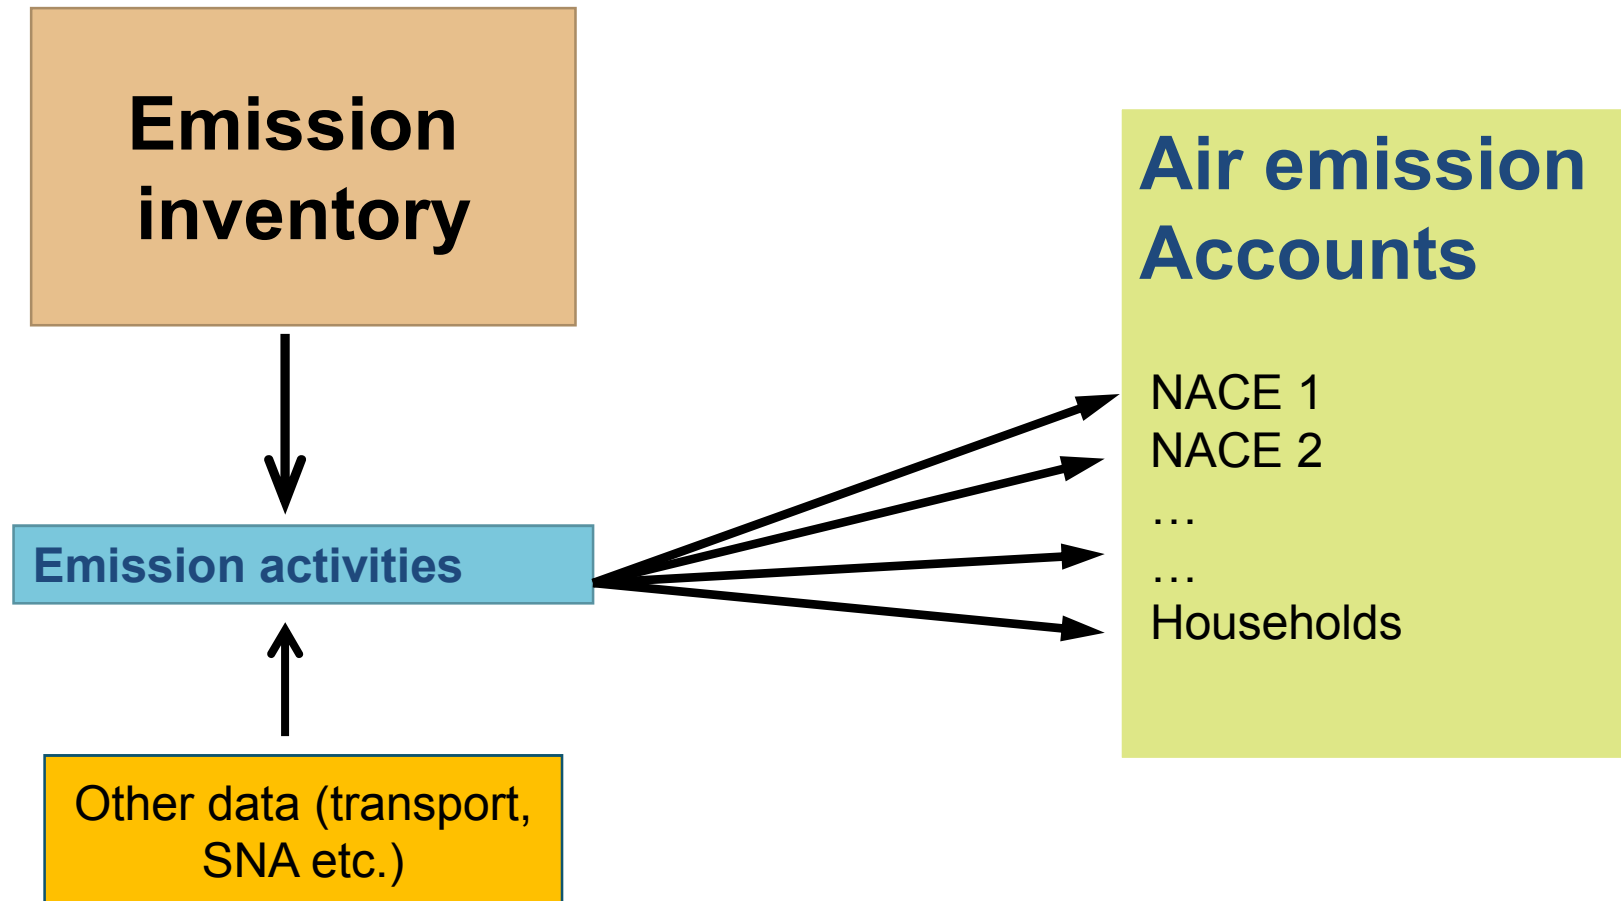 Emission
inventory
Emission activities
Other data (transport,
SNA etc.)
Air emission
Accounts
NACE 1
NACE 2
…
…
Households